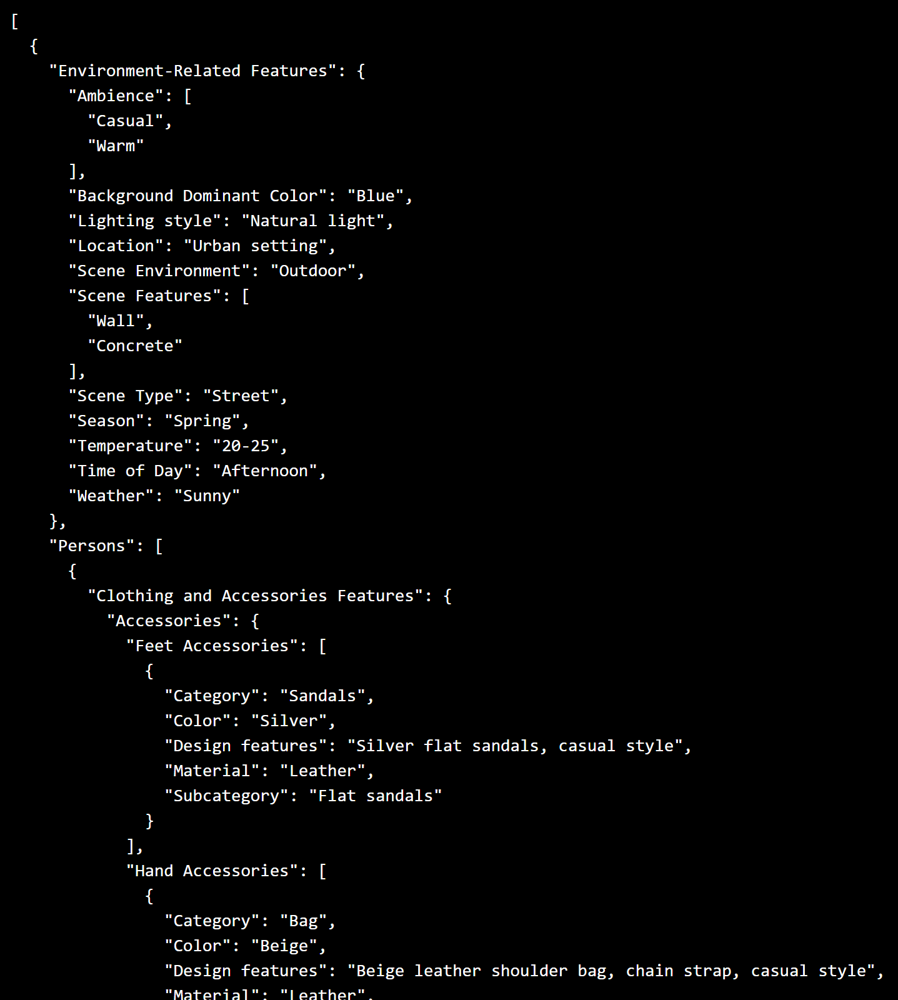 [
  {
    "Environment-Related Features": {
      "Ambience": [
        "Casual",
        "Warm"
      ],
      "Background Dominant Color": "Blue",
      "Lighting style": "Natural light",
      "Location": "Urban setting",
      "Scene Environment": "Outdoor",
      "Scene Features": [
        "Wall",
        "Concrete"
      ],
      "Scene Type": "Street",
      "Season": "Spring",
      "Temperature": "20-25",
      "Time of Day": "Afternoon",
      "Weather": "Sunny"
    },
    "Persons": [
      {
        "Clothing and Accessories Features": {
          "Accessories": {
            "Feet Accessories": [
              {
                "Category": "Sandals",
                "Color": "Silver",
                "Design features": "Silver flat sandals, casual style",
                "Material": "Leather",
                "Subcategory": "Flat sandals"
              }
            ],
            "Hand Accessories": [
              {
                "Category": "Bag",
                "Color": "Beige",
                "Design features": "Beige leather shoulder bag, chain strap, casual style",
                "Material": "Leather",